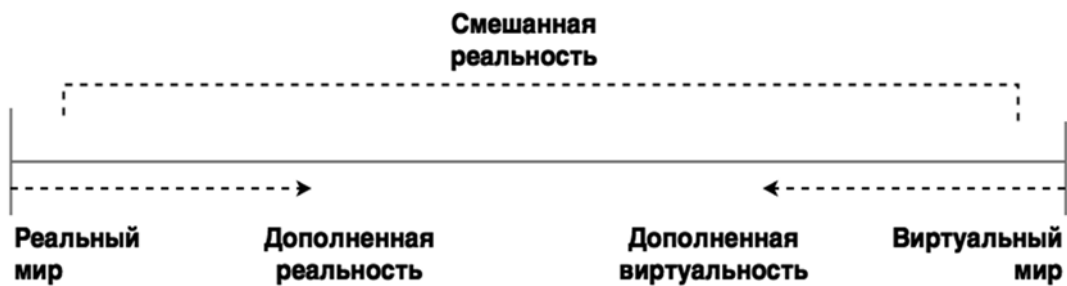 Смешанная
реальность
Реальный
мир
Дополненная
реальность
Дополненная
виртуальность
Виртуальный
мир